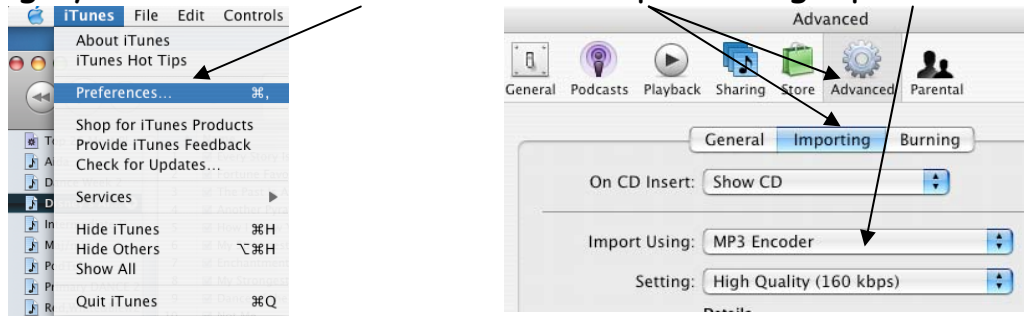 iTunes File Edit Controls
About iTunes
iTunes Hot Tips
Preferences... ⌘,
Shop for iTunes Products
Provide iTunes Feedback
Check for Updates...
Services ▶
Hide iTunes ⌘H
Hide Others ⌥⌘H
Show All
Quit iTunes ⌘Q
Advanced
General Podcasts Playback Sharing Store Advanced Parental
General Importing Burning
On CD Insert: Show CD
Import Using: MP3 Encoder
Setting: High Quality (160 kbps)